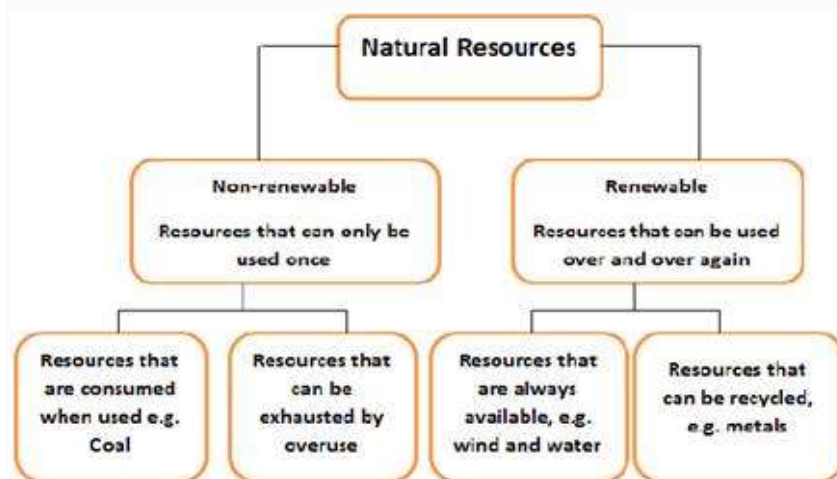 Natural Resources
Non-renewable
Resources that can only be
used once
Renewable
Resources that can be used
over and over again
Resources that
are consumed
when used e.g.
Coal
Resources that
can be
exhausted by
overuse
Resources that
are always
available, e.g.
wind and water
Resources that
can be recycled,
e.g. metals